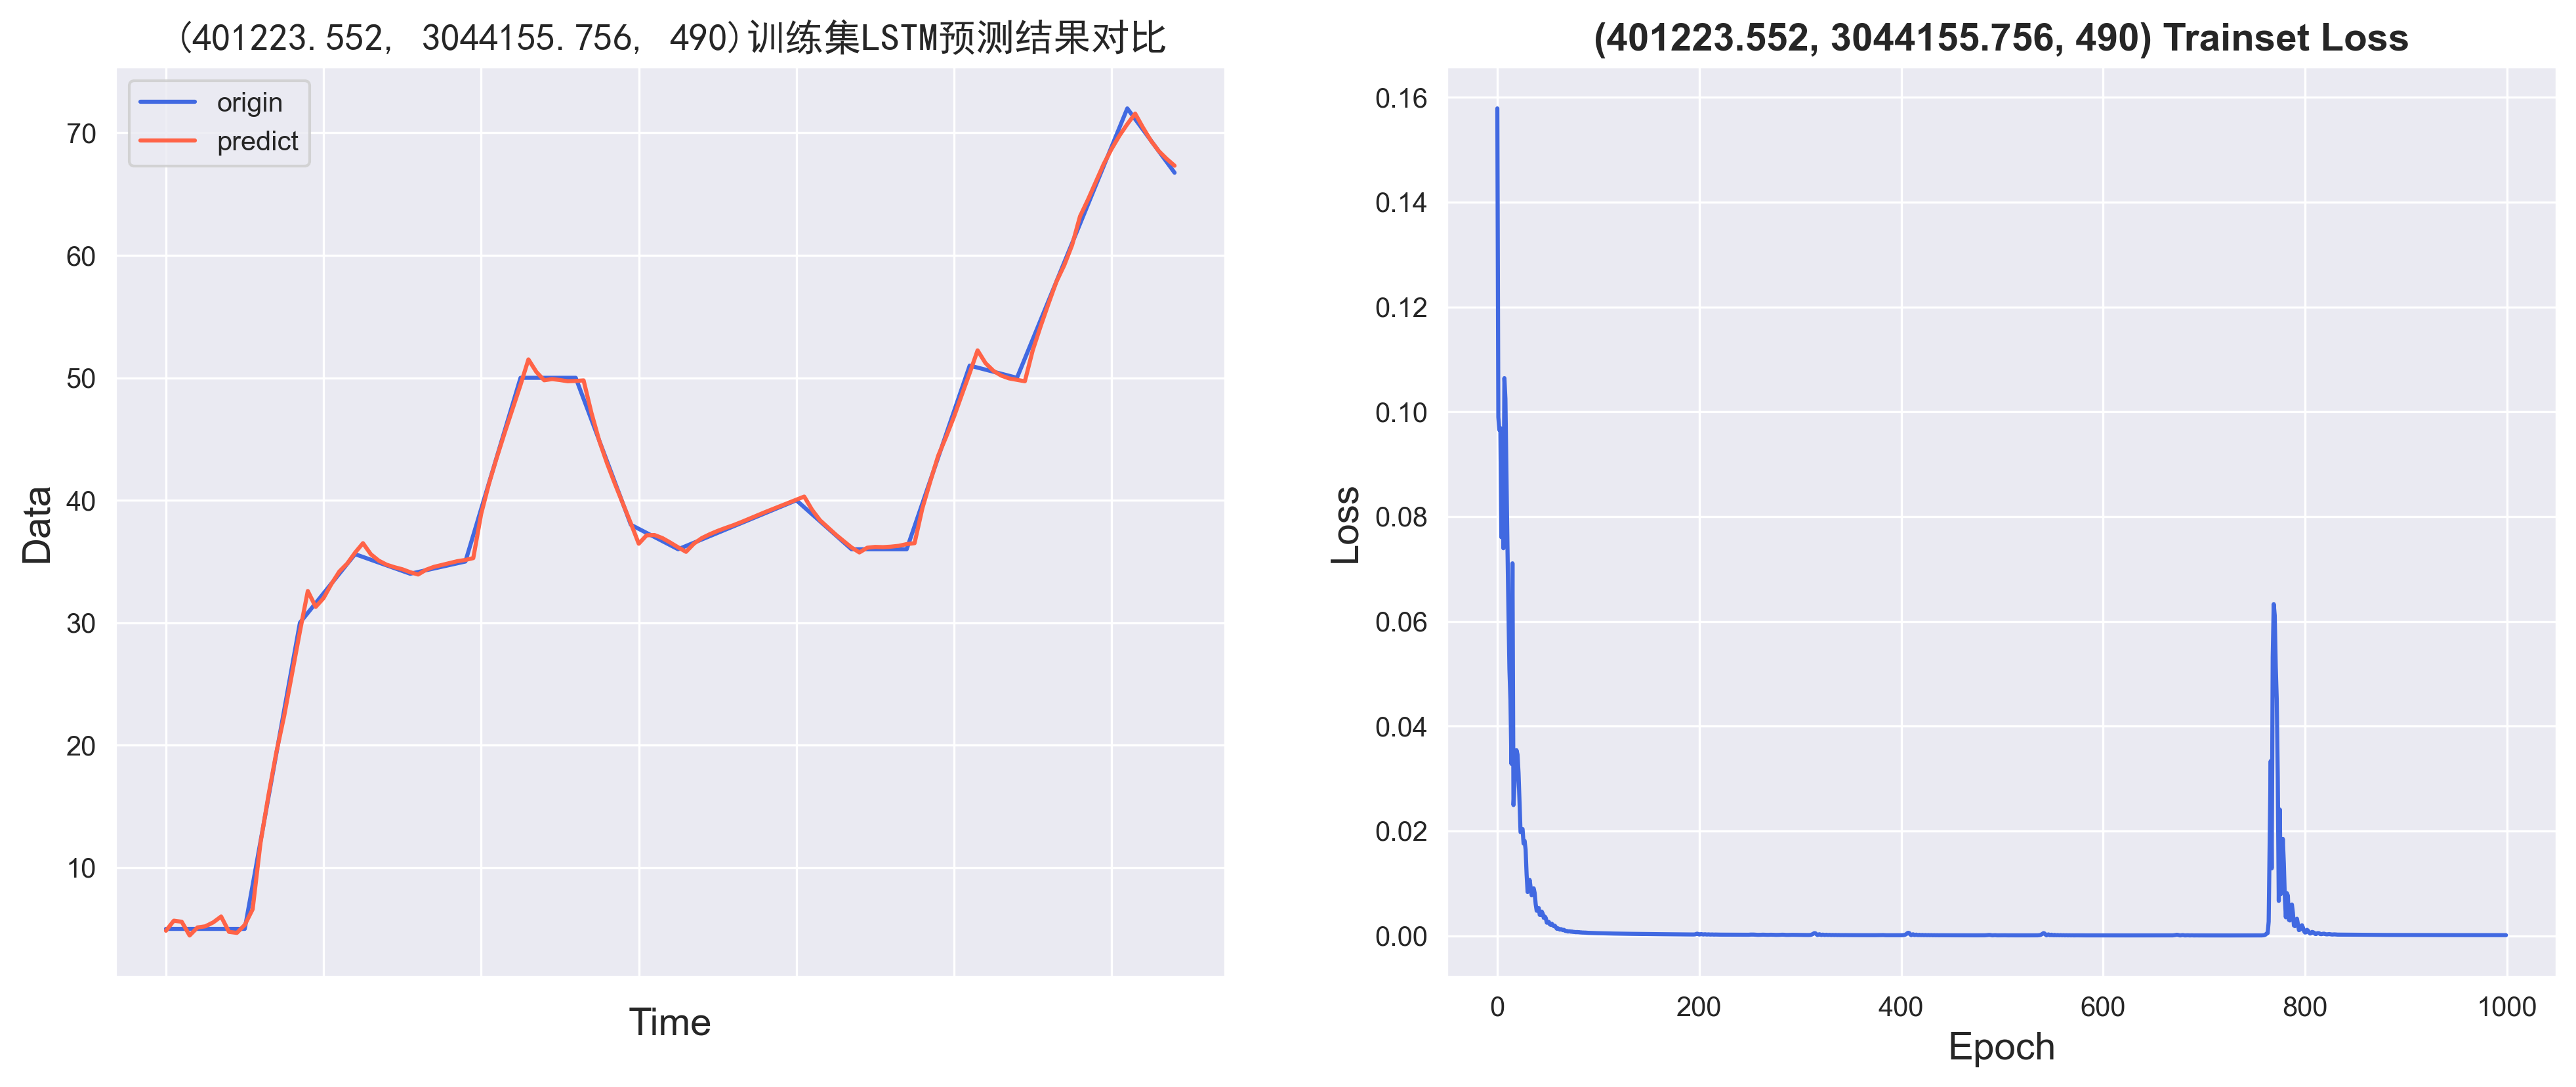 (401223.552, 3044155.756, 490)训练集LSTM预测结果对比
origin
predict
70
60
50
40
30
20
10
Data
Time
(401223.552, 3044155.756, 490) Trainset Loss
0.16
0.14
0.12
0.10
0.08
0.06
0.04
0.02
0.00
Loss
0 200 400 600 800 1000
Epoch